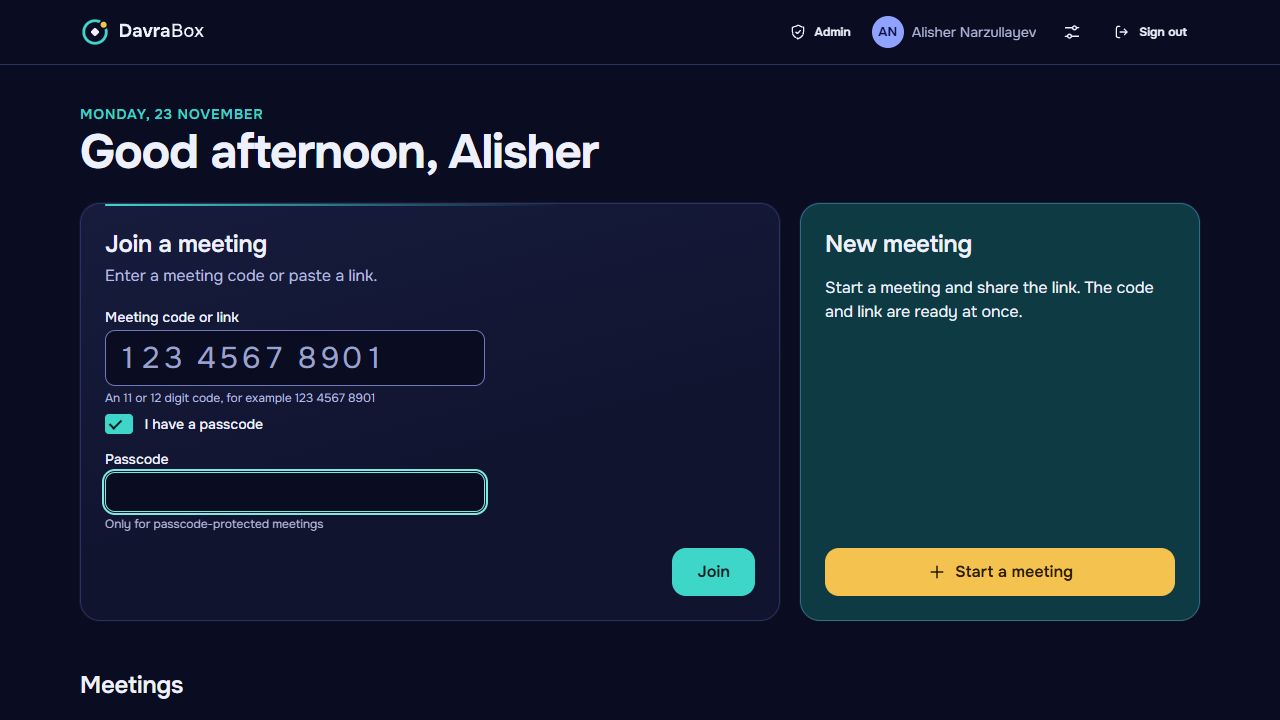 DavraBox
Admin
AN
Alisher Narzullayev
Sign out
MONDAY, 23 NOVEMBER
Good afternoon, Alisher
Join a meeting
Enter a meeting code or paste a link.
Meeting code or link
123 4567 8901
An 11 or 12 digit code, for example 123 4567 8901
I have a passcode
Passcode
Only for passcode-protected meetings
Join
New meeting
Start a meeting and share the link. The code
and link are ready at once.
Start a meeting
Meetings